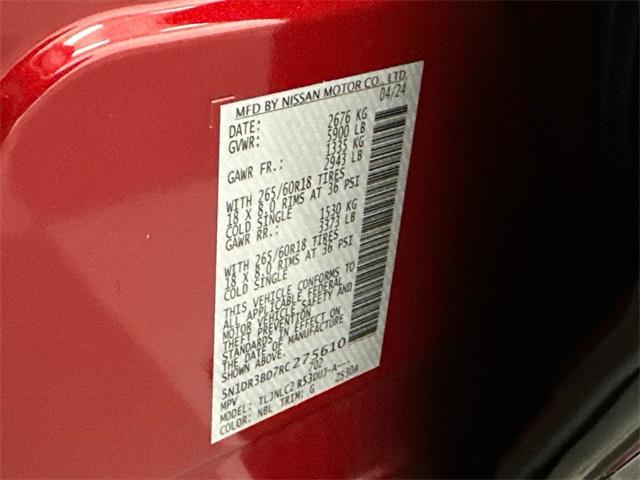 MFD BY NISSAN MOTOR CO., LTD.
DATE: 04/24
GVWR: 2676 KG
5900 LB
GAWR FR.: 1335 KG
2943 LB
WITH 265/60R18 TIRES
18 X 8.0 RIMS AT 36 PSI
COLD SINGLE
GAWR RR.: 1530 KG
3373 LB
WITH 265/60R18 TIRES
18 X 8.0 RIMS AT 36 PSI
COLD SINGLE
THIS VEHICLE CONFORMS TO
ALL APPLICABLE FEDERAL
MOTOR VEHICLE SAFETY AND
THEFT PREVENTION
STANDARDS IN EFFECT ON
THE DATE OF MANUFACTURE
SHOWN ABOVE.
5N1DR3BD7RC275610
MPV 702
MODEL: TLJNLC2 R53DUJ-A---
COLOR: NBL TRIM: G 2530A